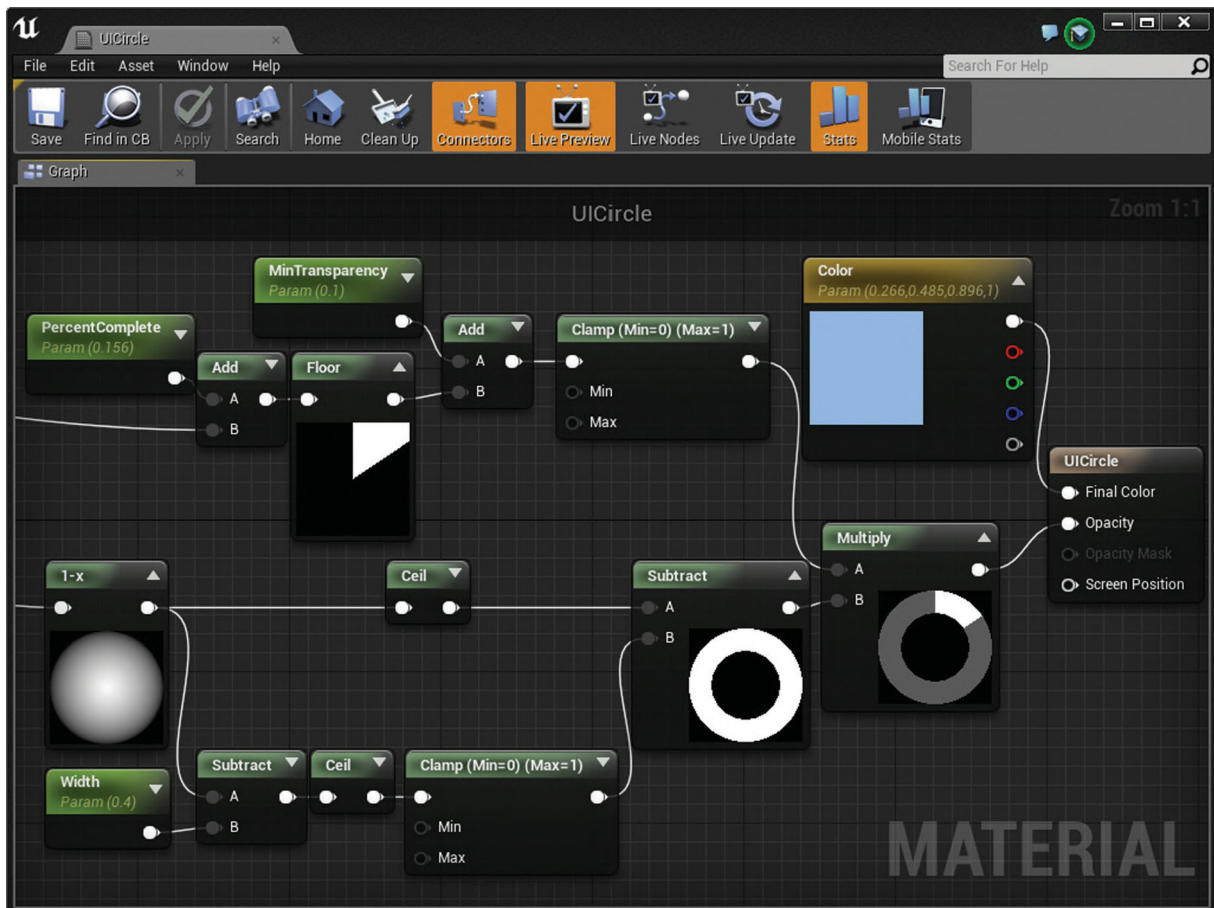 UICircle
File Edit Asset Window Help
Search For Help
Save Find in CB Apply Search Home Clean Up Connectors Live Preview Live Nodes Live Update Stats Mobile Stats
Graph
UICircle
Zoom 1:1
MinTransparency
Param (0.1)
Color
Param (0.266,0.485,0.896,1)
PercentComplete
Param (0.156)
Add
A
B
Floor
Add
A
B
Clamp (Min=0) (Max=1)
Min
Max
UICircle
Final Color
Opacity
Opacity Mask
Screen Position
Multiply
A
B
1-x
Ceil
Subtract
A
B
Width
Param (0.4)
Subtract
A
B
Ceil
Clamp (Min=0) (Max=1)
Min
Max
MATERIAL